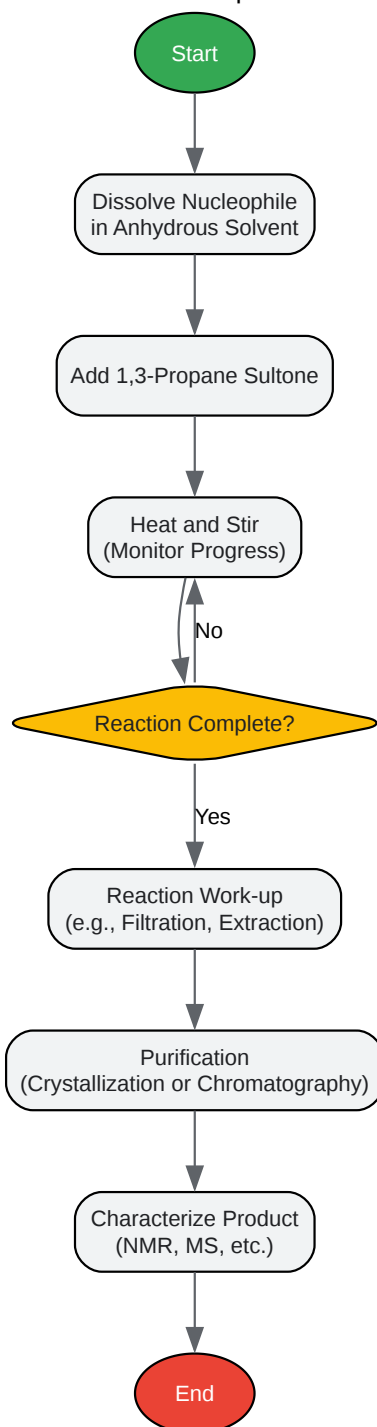 Start
Dissolve Nucleophile
in Anhydrous Solvent
Add 1,3-Propane Sultone
Heat and Stir
(Monitor Progress)
No
Reaction Complete?
Yes
Reaction Work-up
(e.g., Filtration, Extraction)
Purification
(Crystallization or Chromatography)
Characterize Product
(NMR, MS, etc.)
End